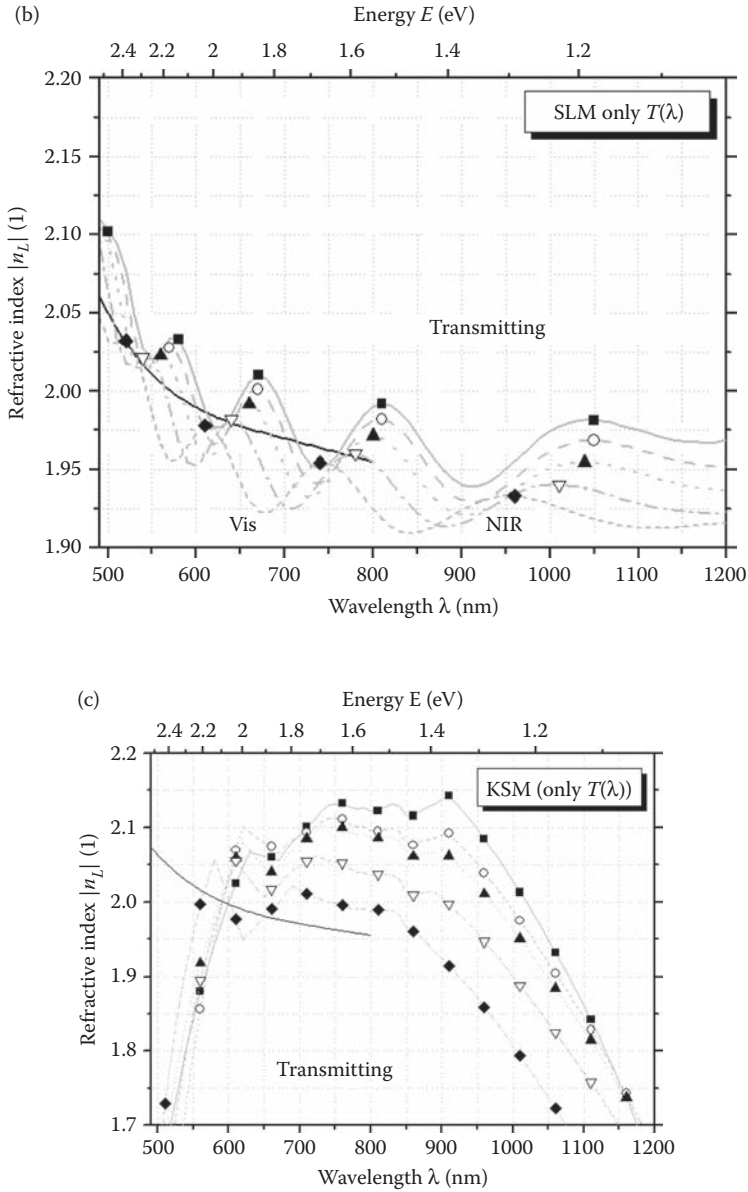 (b)
Energy E (eV)
2.4 2.2 2 1.8 1.6 1.4 1.2
2.20
2.15
2.10
2.05
2.00
1.95
1.90
Refractive index |n_L| (1)
SLM only T(λ)
Transmitting
Vis
NIR
500 600 700 800 900 1000 1100 1200
Wavelength λ (nm)
(c)
Energy E (eV)
2.4 2.2 2 1.8 1.6 1.4 1.2
2.2
2.1
2.0
1.9
1.8
1.7
Refractive index |n_L| (1)
KSM (only T(λ))
Transmitting
500 600 700 800 900 1000 1100 1200
Wavelength λ (nm)